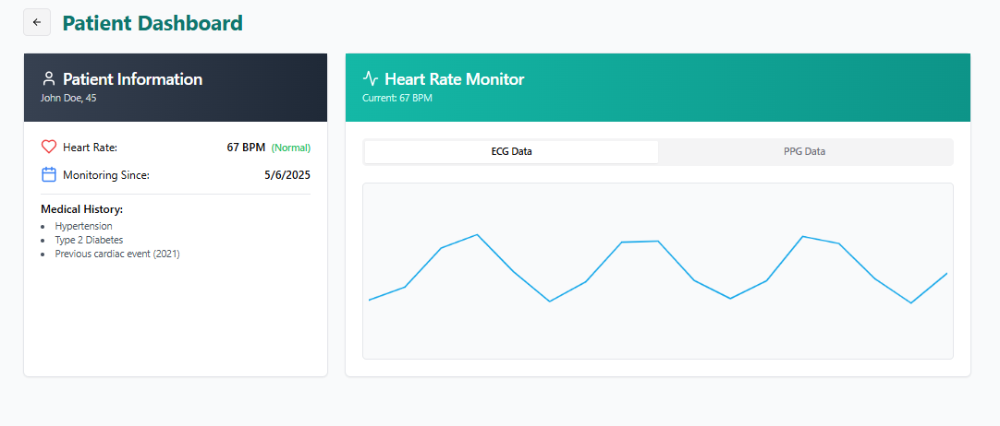 Patient Dashboard
Patient Information
John Doe, 45
Heart Rate: 67 BPM (Normal)
Monitoring Since: 5/6/2025
Medical History:
Hypertension
Type 2 Diabetes
Previous cardiac event (2021)
Heart Rate Monitor
Current: 67 BPM
ECG Data PPG Data